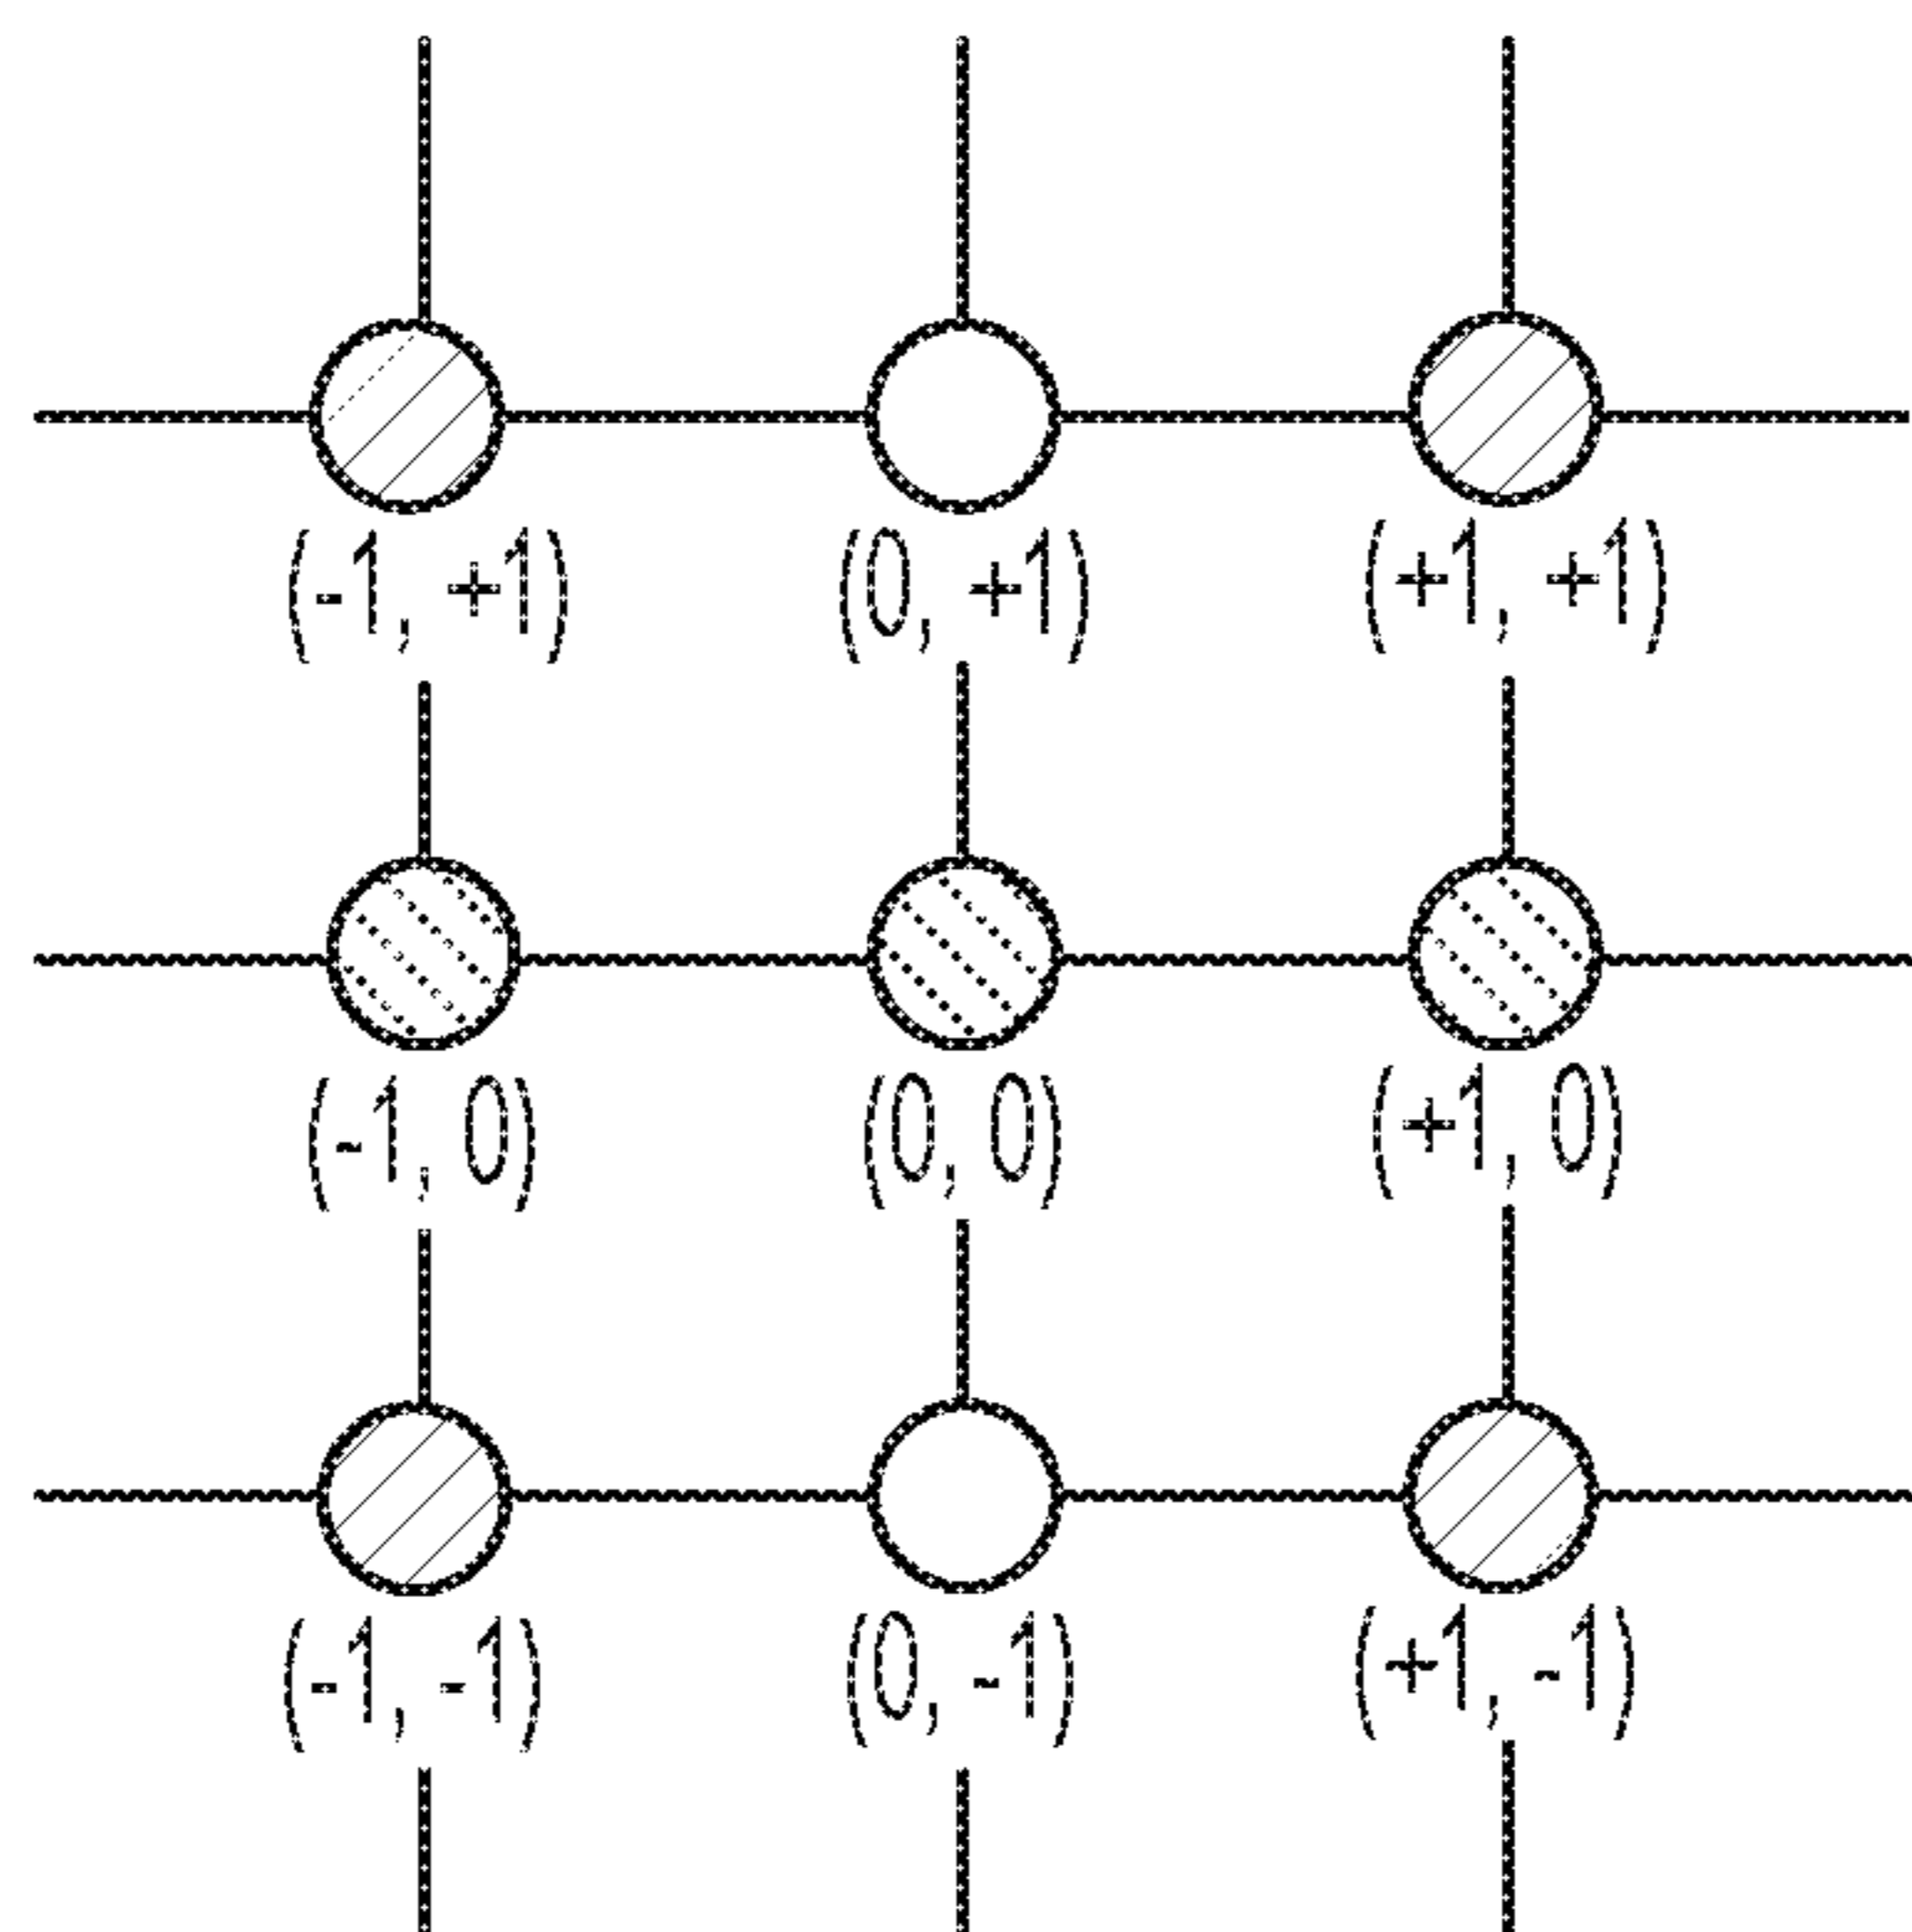 (-1, +1) (0, +1) (+1, +1)
(-1, 0) (0, 0) (+1, 0)
(-1, -1) (0, -1) (+1, -1)